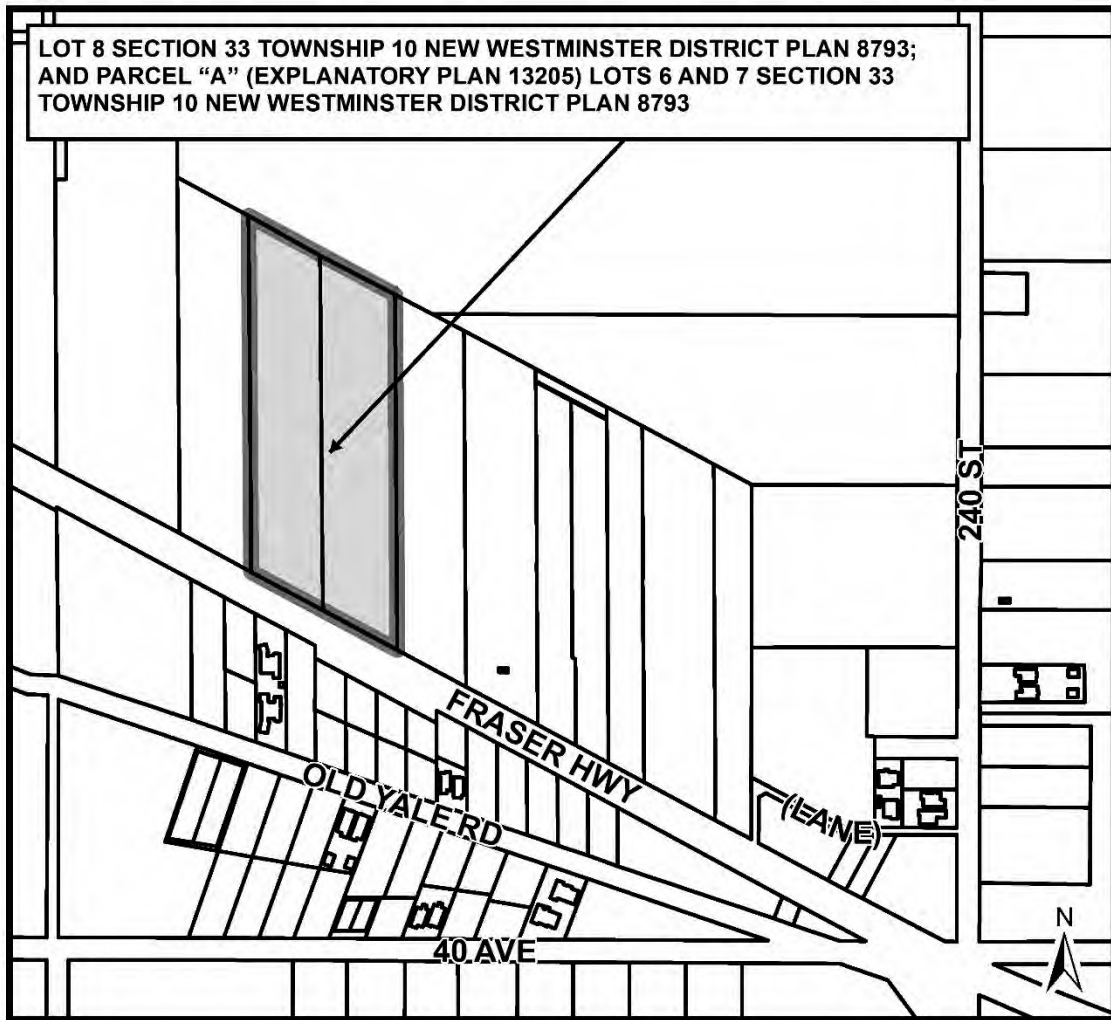 LOT 8 SECTION 33 TOWNSHIP 10 NEW WESTMINSTER DISTRICT PLAN 8793;
AND PARCEL “A” (EXPLANATORY PLAN 13205) LOTS 6 AND 7 SECTION 33
TOWNSHIP 10 NEW WESTMINSTER DISTRICT PLAN 8793
240 ST
FRASER HWY
OLD YALE RD
(LANE)
N
40 AVE